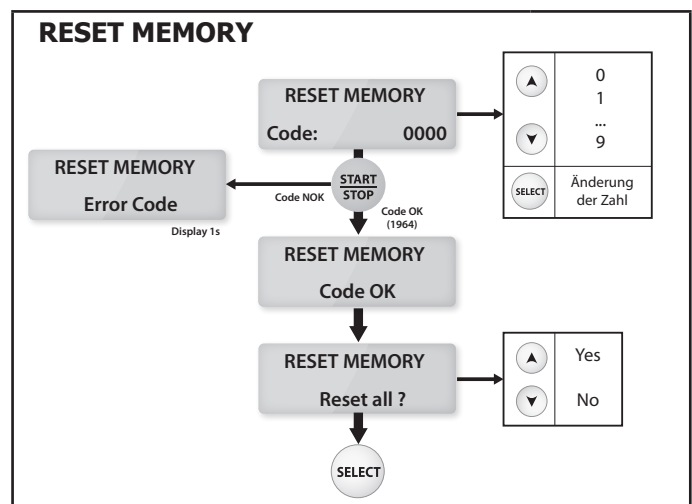 RESET MEMORY
RESET MEMORY
Code: 0000
0
1
...
9
SELECT
Änderung
der Zahl
START
STOP
Code NOK
RESET MEMORY
Error Code
Display 1s
Code OK
(1964)
RESET MEMORY
Code OK
RESET MEMORY
Reset all ?
Yes
No
SELECT